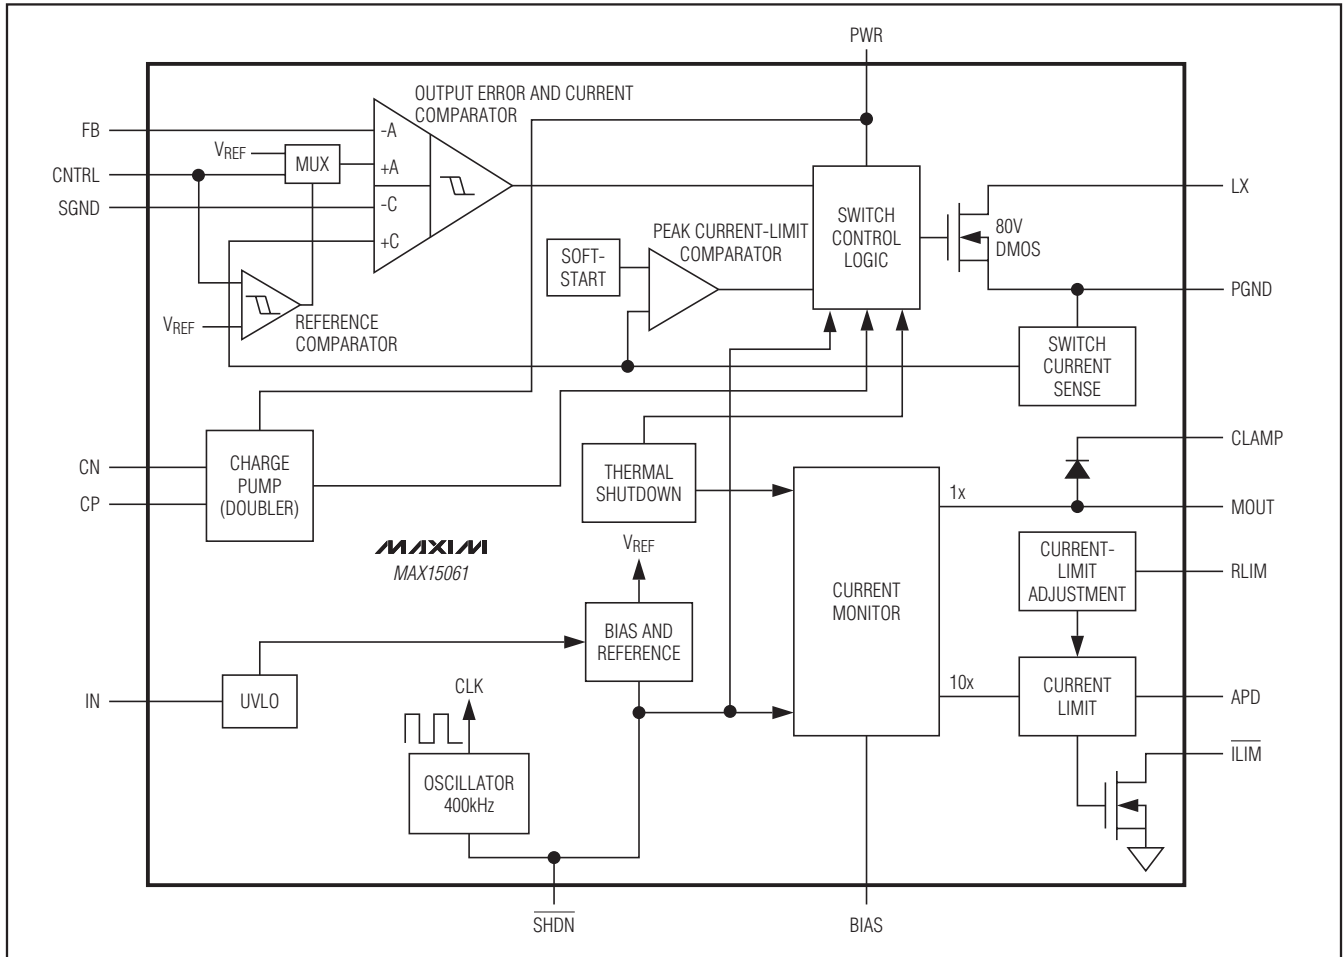 PWR
OUTPUT ERROR AND CURRENT
COMPARATOR
FB
-A
VREF
MUX
+A
CNTRL
-C
SGND
+C
SWITCH
CONTROL
LOGIC
LX
80V
DMOS
PEAK CURRENT-LIMIT
COMPARATOR
SOFT-
START
PGND
VREF
REFERENCE
COMPARATOR
SWITCH
CURRENT
SENSE
CLAMP
CN
CP
CHARGE
PUMP
(DOUBLER)
THERMAL
SHUTDOWN
1x
MOUT
MAXIM
MAX15061
VREF
CURRENT-
LIMIT
ADJUSTMENT
RLIM
CURRENT
MONITOR
BIAS AND
REFERENCE
IN
UVLO
CLK
10x
CURRENT
LIMIT
APD
ILIM
OSCILLATOR
400kHz
SHDN
BIAS